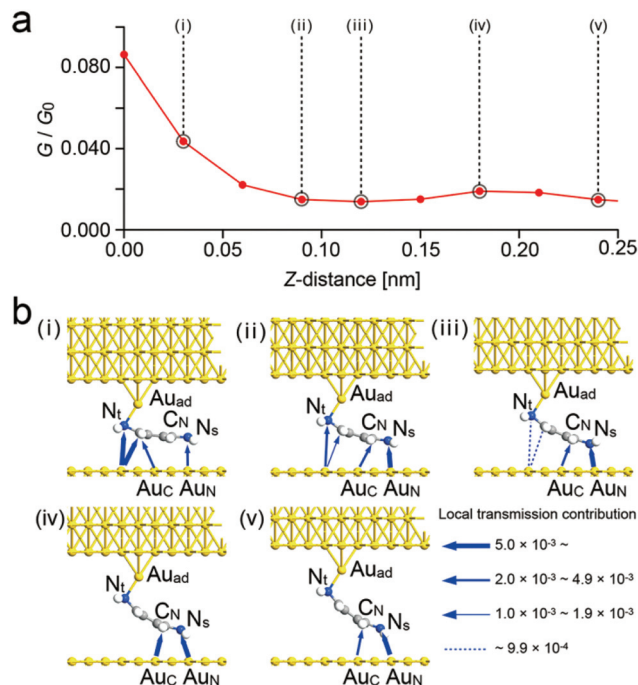 a
(i) (ii) (iii) (iv) (v)
0.080
0.040
0.000
G / G0
0.00 0.05 0.10 0.15 0.20 0.25
Z-distance [nm]
b
(i) (ii) (iii)
Auad Auad Auad
Nt CN Ns Nt CN Ns Nt CN Ns
AuC AuN AuC AuN AuC AuN
(iv) (v)
Local transmission contribution
5.0 × 10⁻³ ~
2.0 × 10⁻³ ~ 4.9 × 10⁻³
1.0 × 10⁻³ ~ 1.9 × 10⁻³
~ 9.9 × 10⁻⁴
Auad Auad
Nt CN Ns Nt CN Ns
AuC AuN AuC AuN